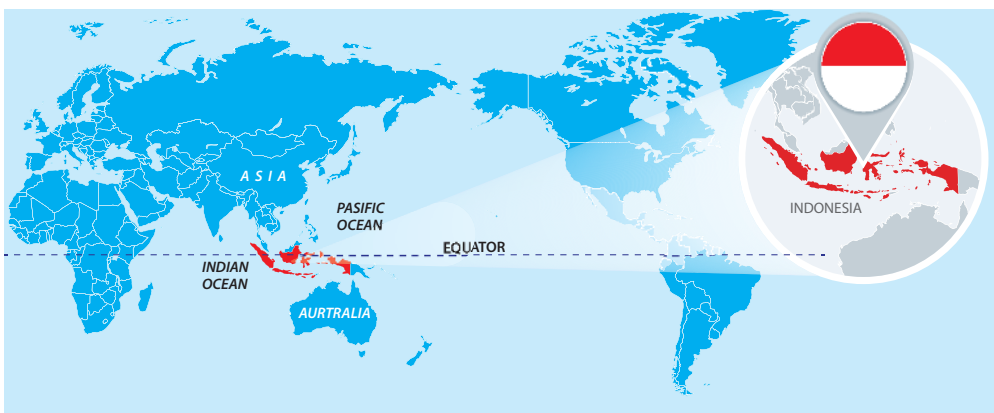 ASIA
PASIFIC
OCEAN
EQUATOR
INDIAN
OCEAN
AURTRALIA
INDONESIA